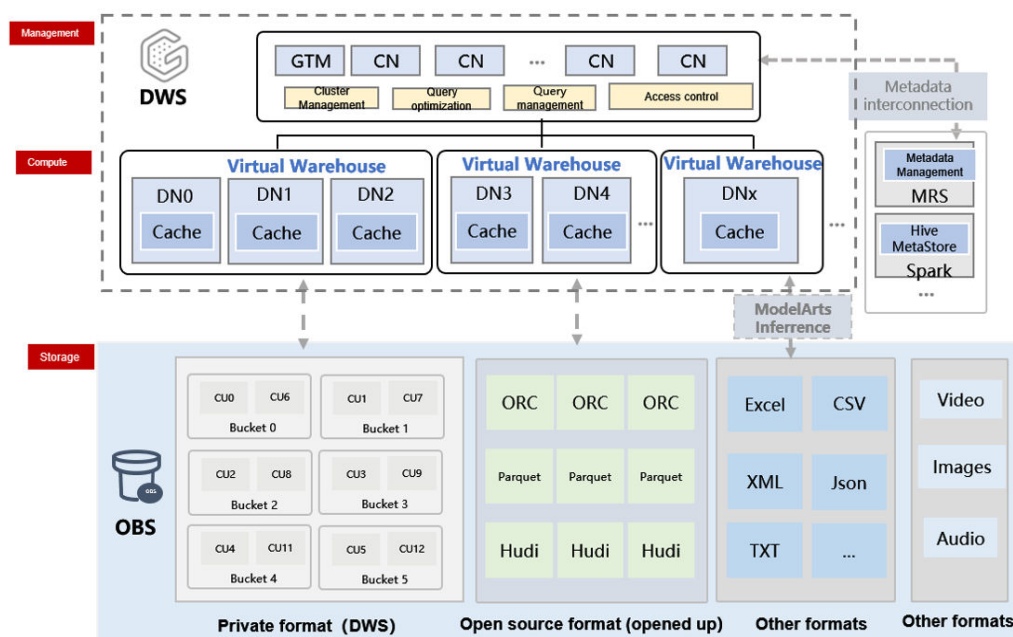 Management
DWS
GTM
CN
CN
...
CN
CN
Cluster
Management
Query
optimization
Query
management
Access control
Metadata
interconnection
Compute
Virtual Warehouse
DN0
Cache
DN1
Cache
DN2
Cache
Virtual Warehouse
DN3
Cache
DN4
Cache
...
Virtual Warehouse
DNx
Cache
...
Metadata
Management
MRS
Hive
MetaStore
Spark
...
ModelArts
Inferrence
Storage
OBS
OBS
CU0
CU6
Bucket 0
CU1
CU7
Bucket 1
CU2
CU8
Bucket 2
CU3
CU9
Bucket 3
CU4
CU11
Bucket 4
CU5
CU12
Bucket 5
Private format（DWS）
ORC
ORC
ORC
Parquet
Parquet
Parquet
Hudi
Hudi
Hudi
Open source format (opened up)
Excel
CSV
XML
Json
TXT
...
Other formats
Video
Images
Audio
Other formats